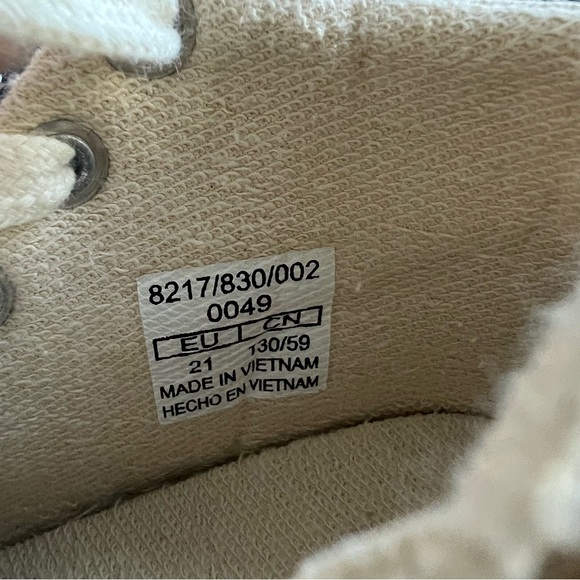 8217/830/002
0049
EU CN
21 130/59
MADE IN VIETNAM
HECHO EN VIETNAM